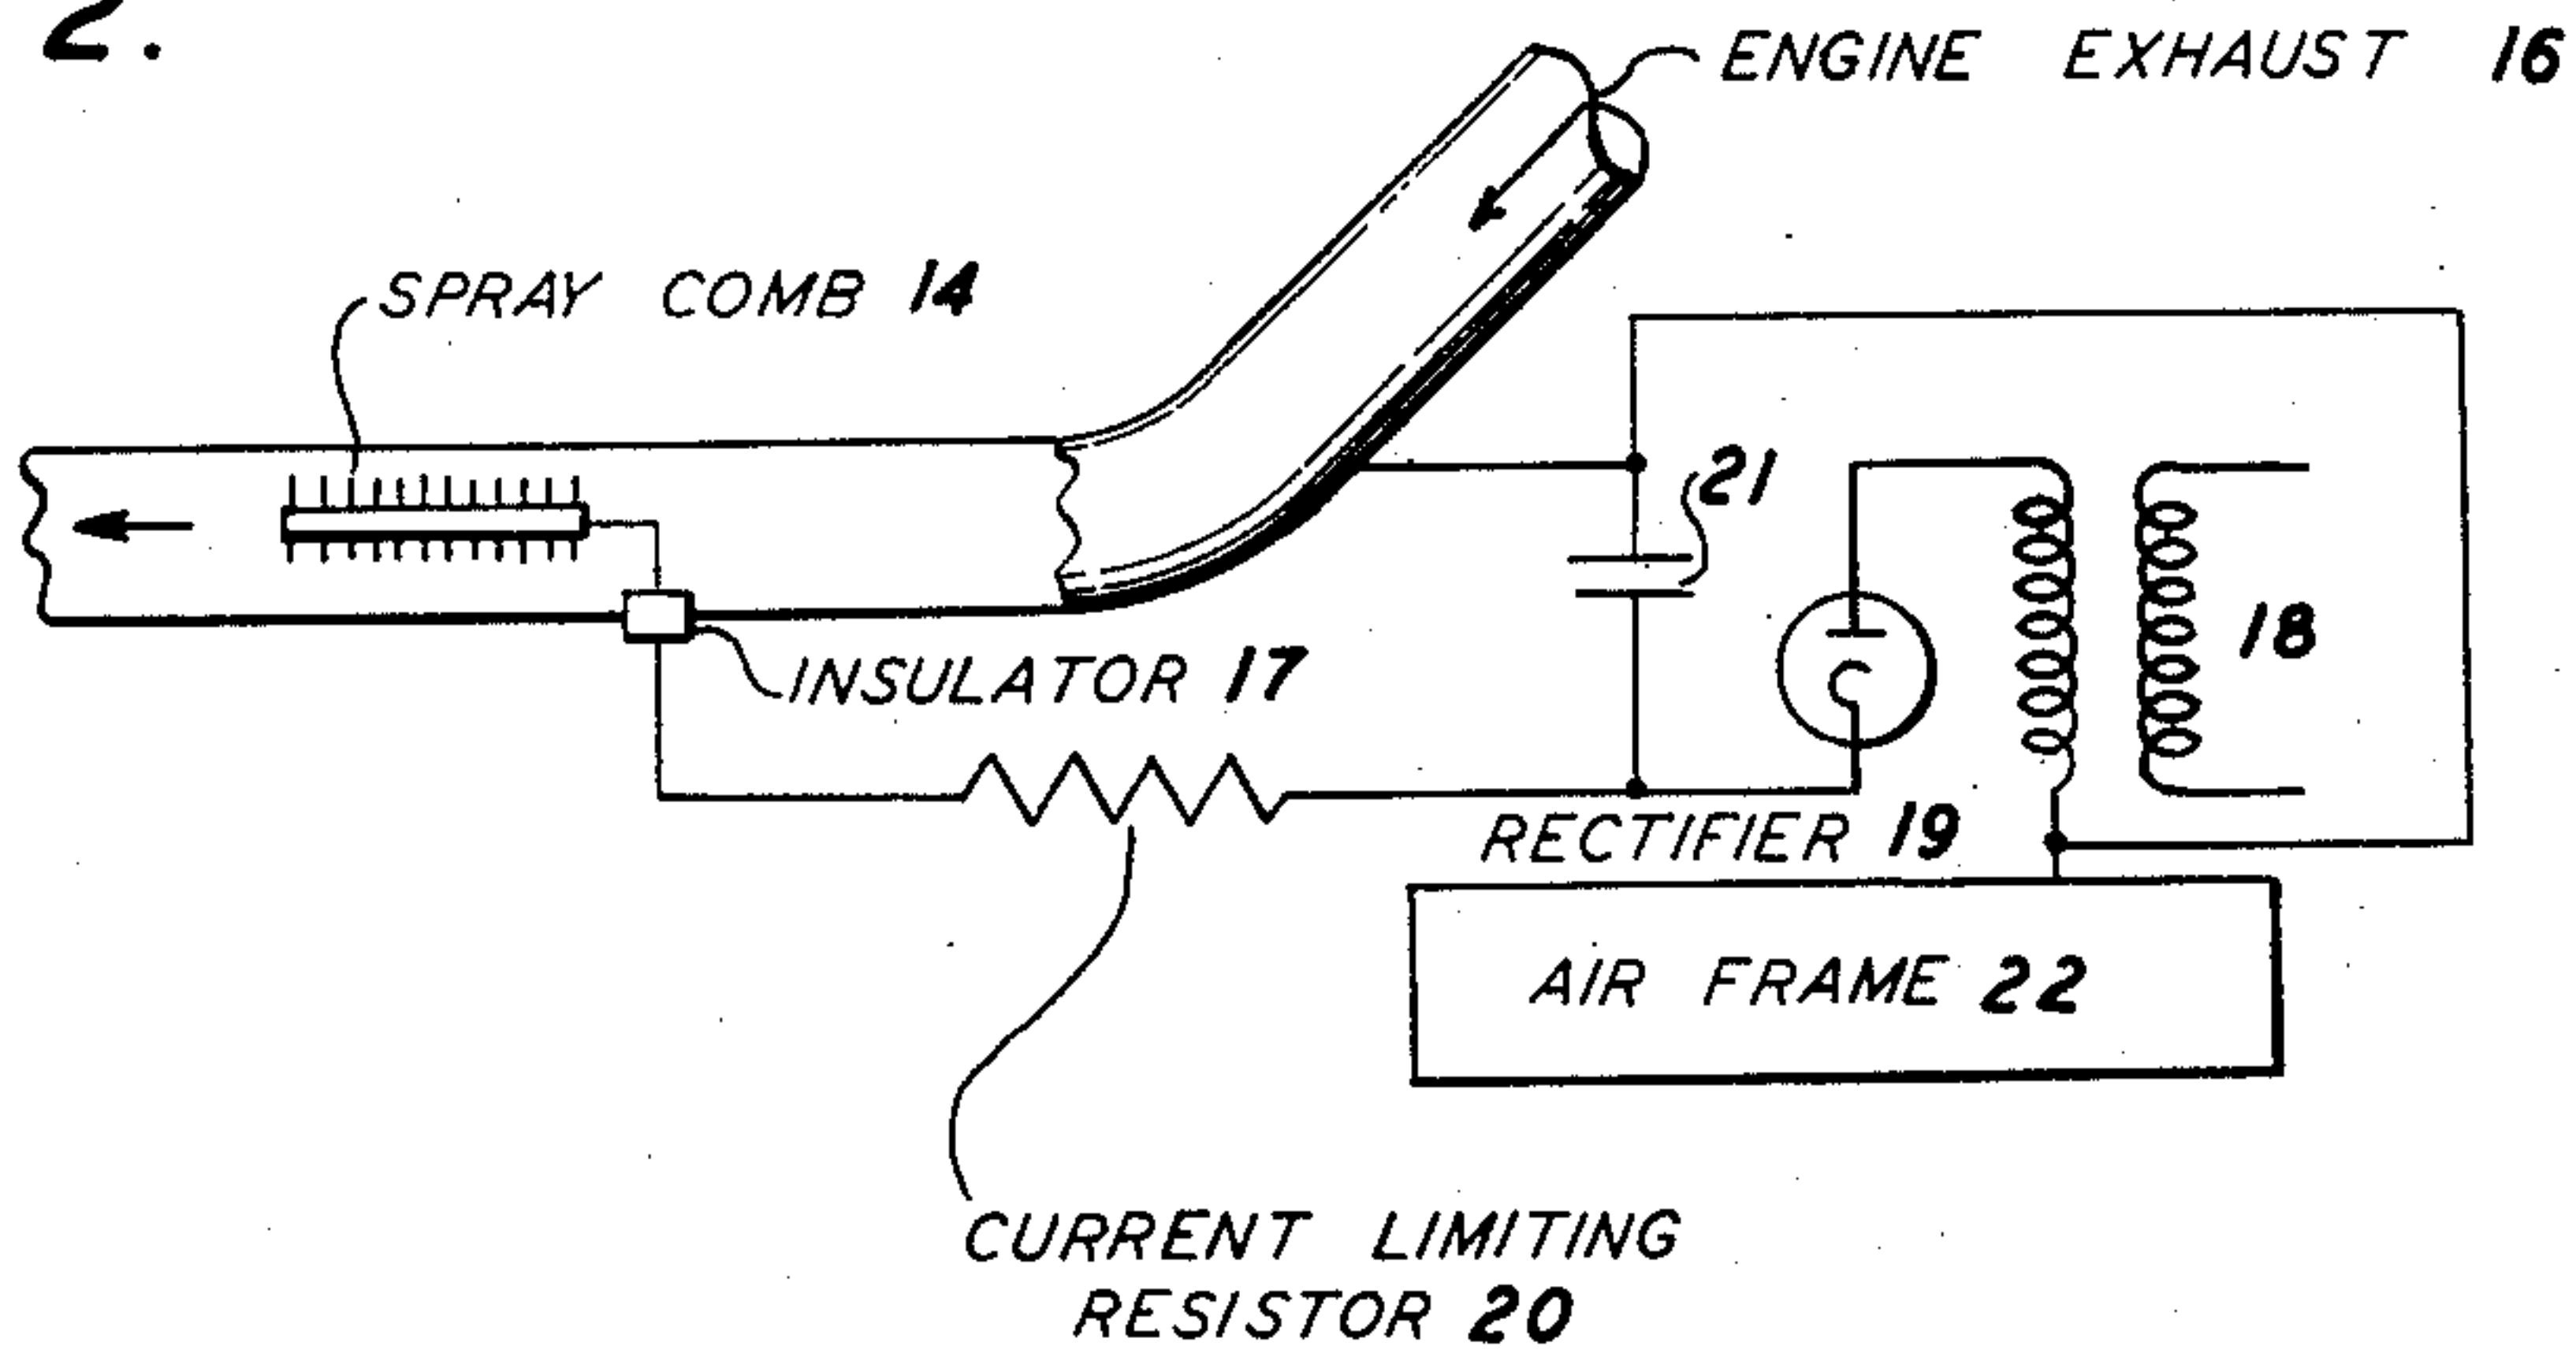 2.
ENGINE EXHAUST 16
SPRAY COMB 14
21
18
INSULATOR 17
RECTIFIER 19
AIR FRAME 22
CURRENT LIMITING
RESISTOR 20